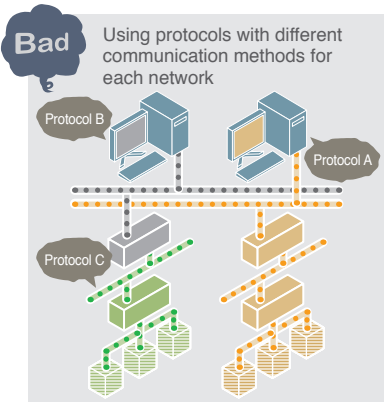 Bad
Using protocols with different
communication methods for
each network
Protocol B
Protocol A
Protocol C